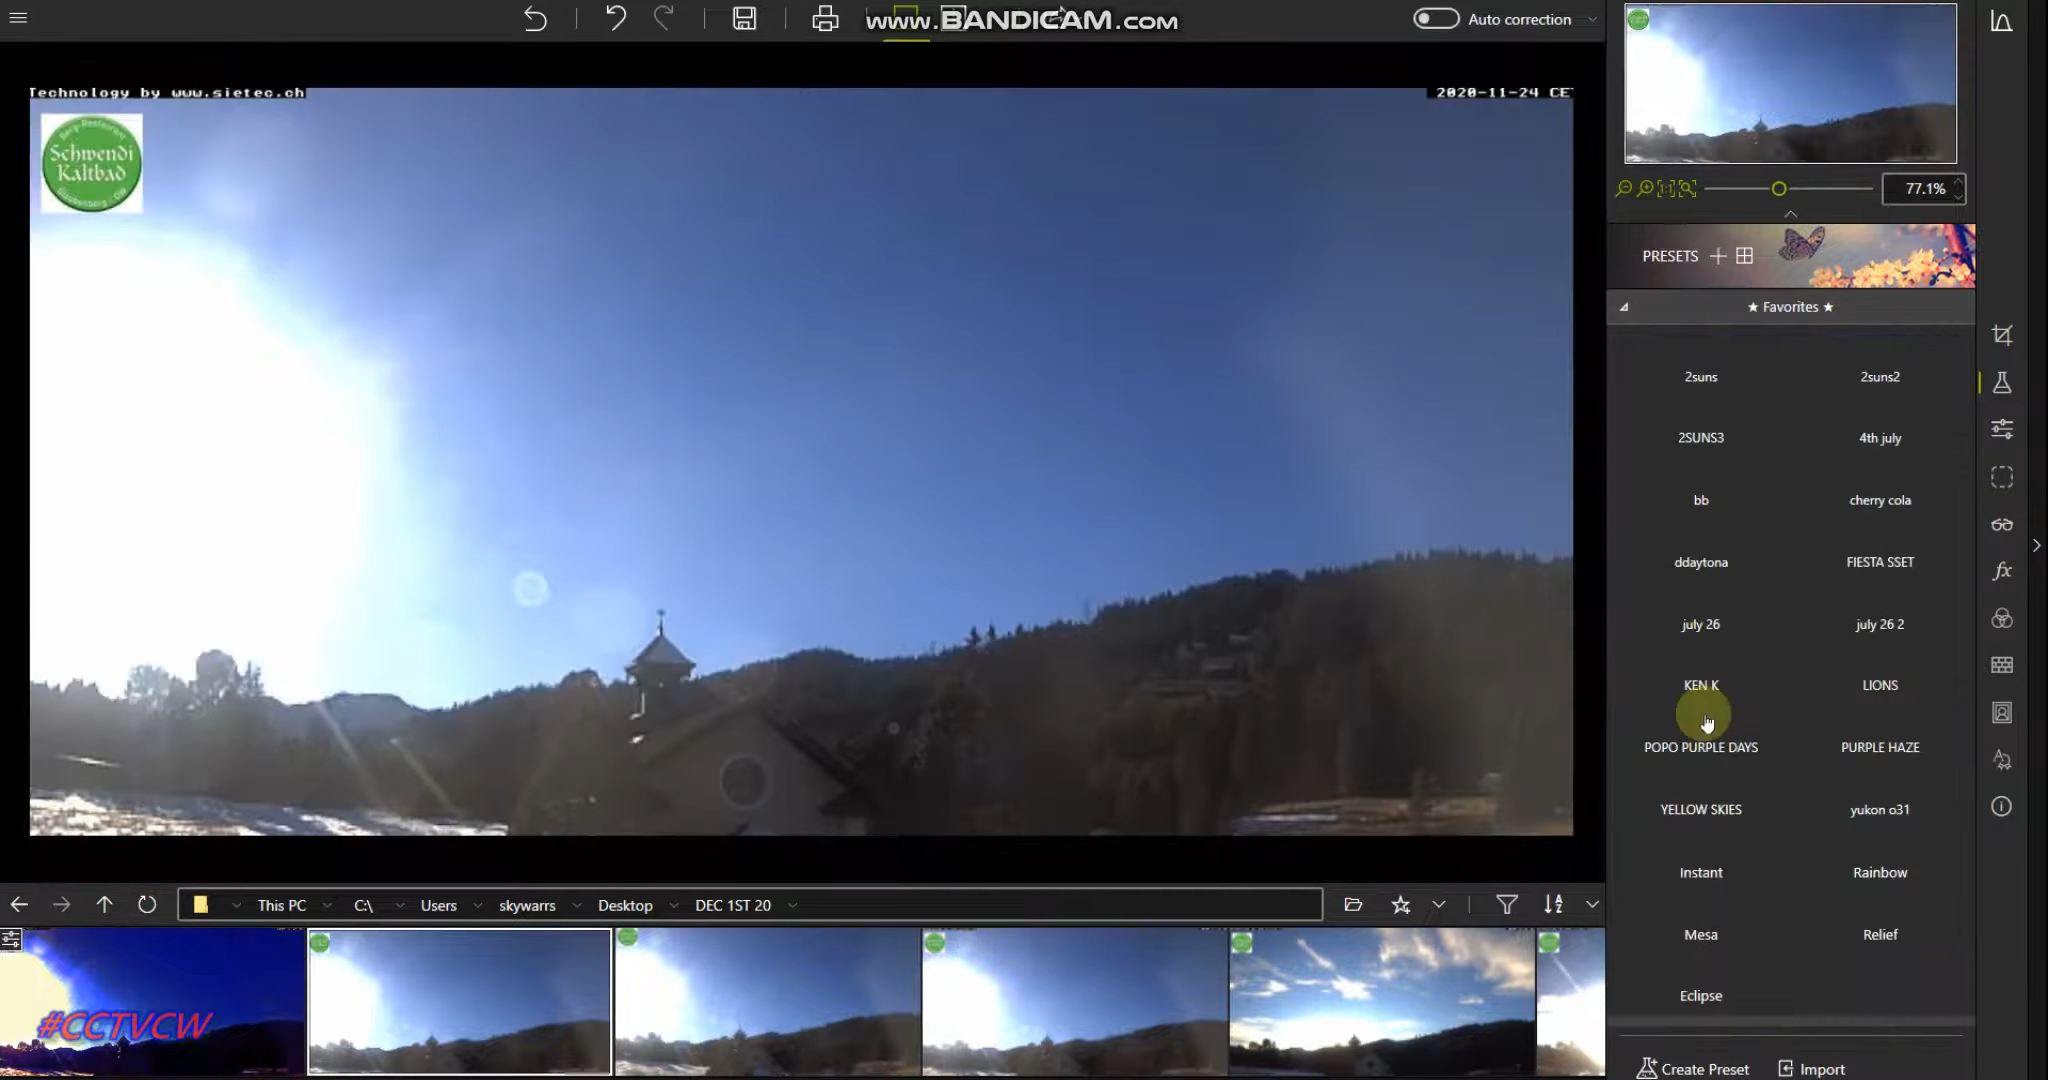 www.BANDICAM.com
Auto correction
Technology by www.sietec.ch
2020-11-24 CE
Berg-Restaurant
Schwendi
Kaltbad
77.1%
PRESETS
★ Favorites ★
2suns
2suns2
2SUNS3
4th july
bb
cherry cola
ddaytona
FIESTA SSET
july 26
july 26 2
KEN K
LIONS
POPO PURPLE DAYS
PURPLE HAZE
YELLOW SKIES
yukon o31
Instant
Rainbow
Mesa
Relief
Eclipse
Create Preset
Import
This PC
C:\
Users
skywarrs
Desktop
DEC 1ST 20
#CCTVCW